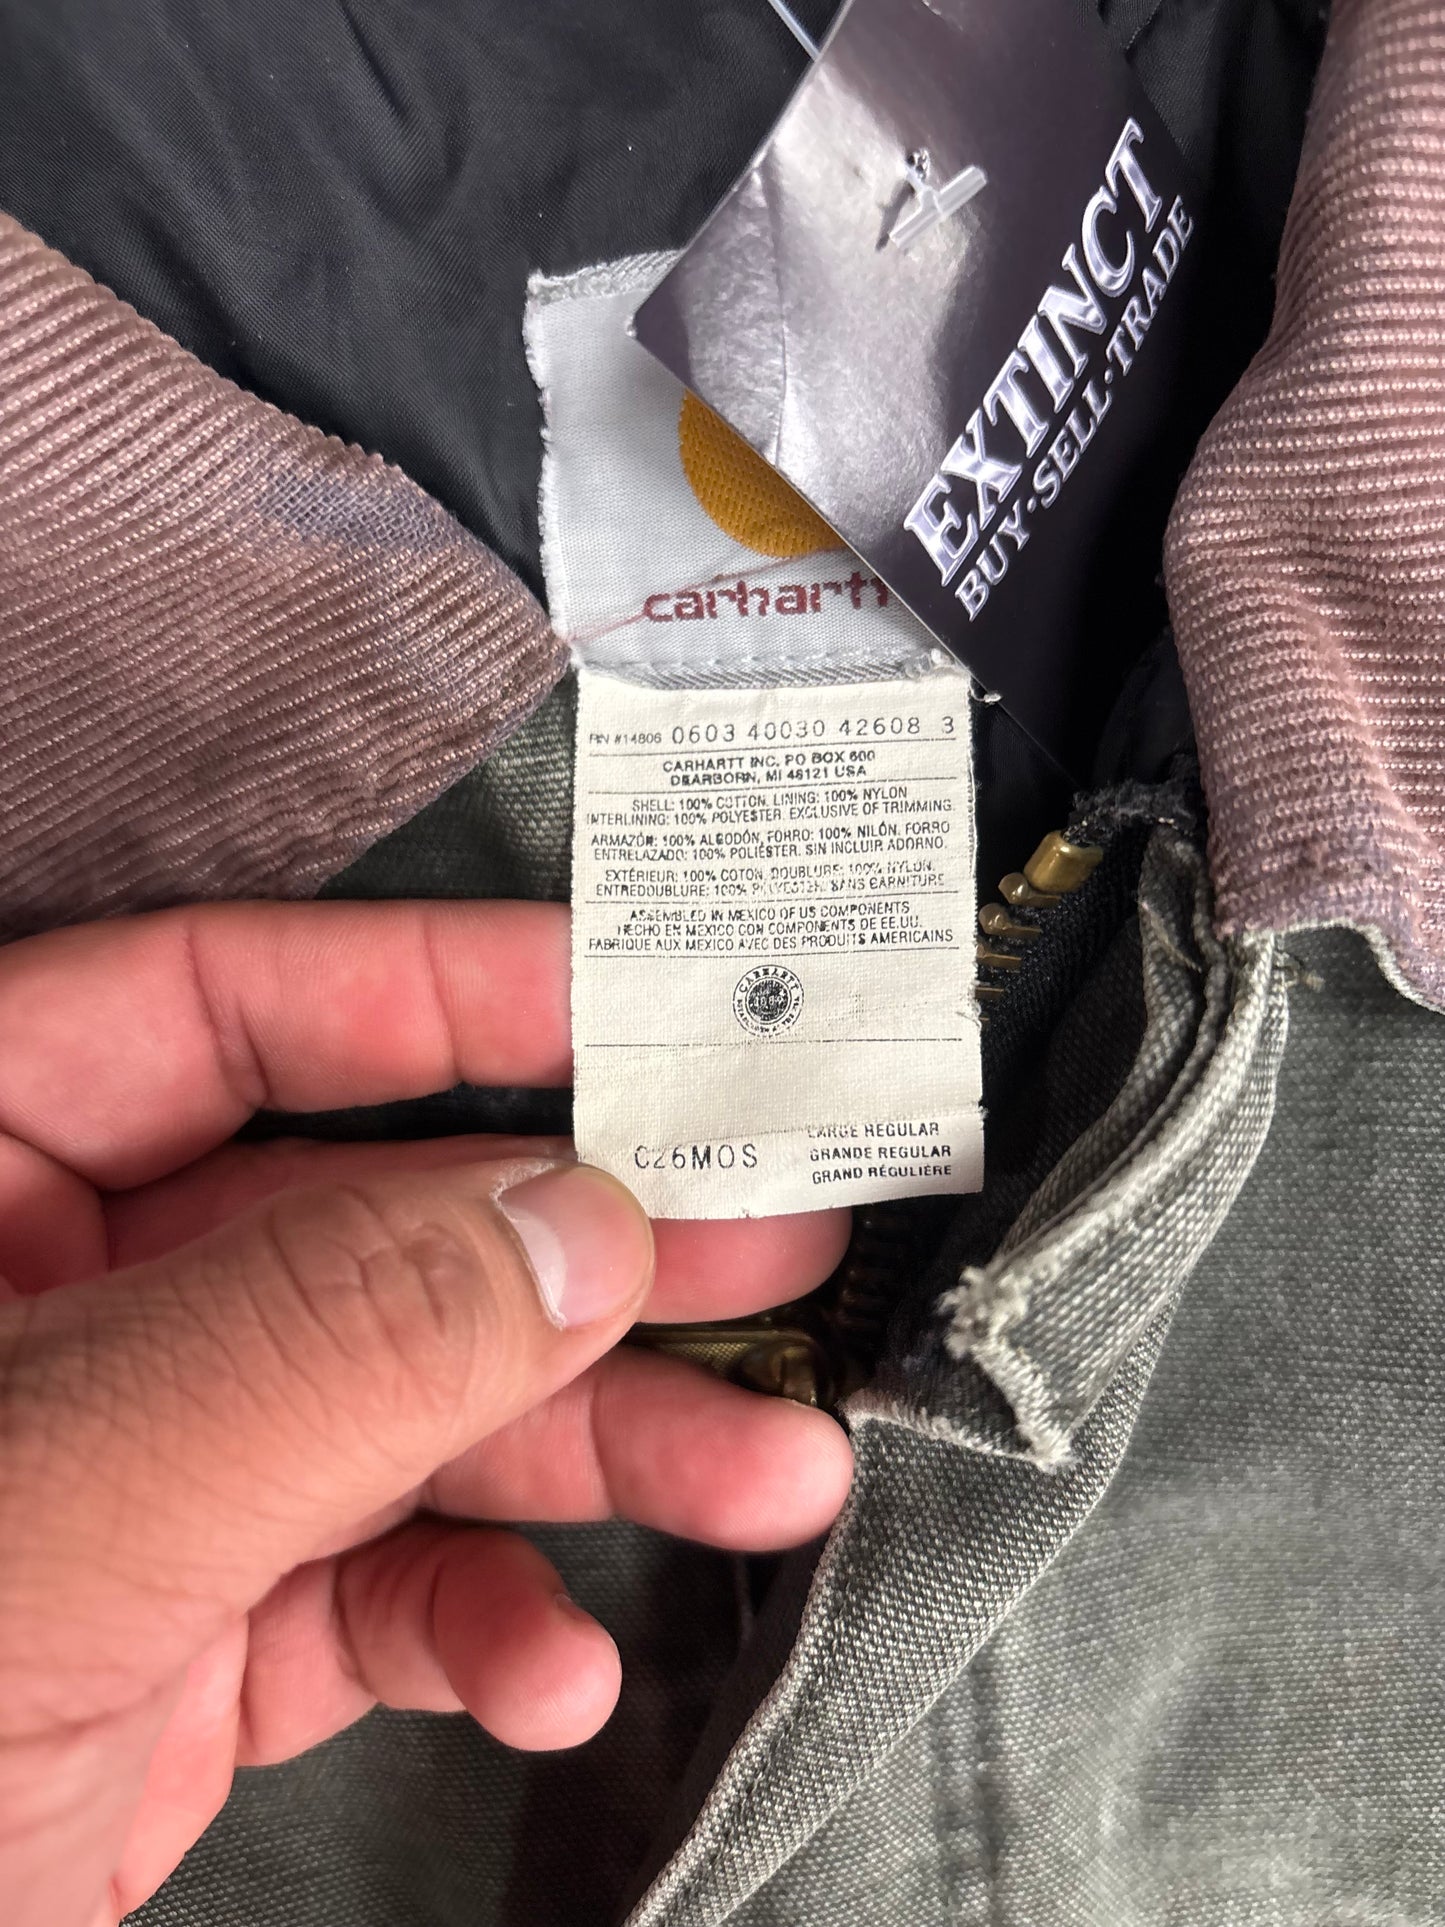 EXTINCT
BUY·SELL·TRADE
carhartt
RN #14806 0603 40030 42608 3
CARHARTT INC. PO BOX 600
DEARBORN, MI 48121 USA
SHELL: 100% COTTON. LINING: 100% NYLON
INTERLINING: 100% POLYESTER. EXCLUSIVE OF TRIMMING.
ARMAZÓN: 100% ALGODÓN, FORRO: 100% NILÓN. FORRO
ENTRELAZADO: 100% POLIÉSTER. SIN INCLUIR ADORNO.
EXTÉRIEUR: 100% COTON. DOUBLURE: 100% NYLON.
ENTREDOUBLURE: 100% POLYESTER. SANS GARNITURE
ASSEMBLED IN MEXICO OF US COMPONENTS
HECHO EN MEXICO CON COMPONENTS DE EE.UU.
FABRIQUE AUX MEXICO AVEC DES PRODUITS AMERICAINS
CARHARTT
C26MOS
LARGE REGULAR
GRANDE REGULAR
GRAND RÉGULIÈRE